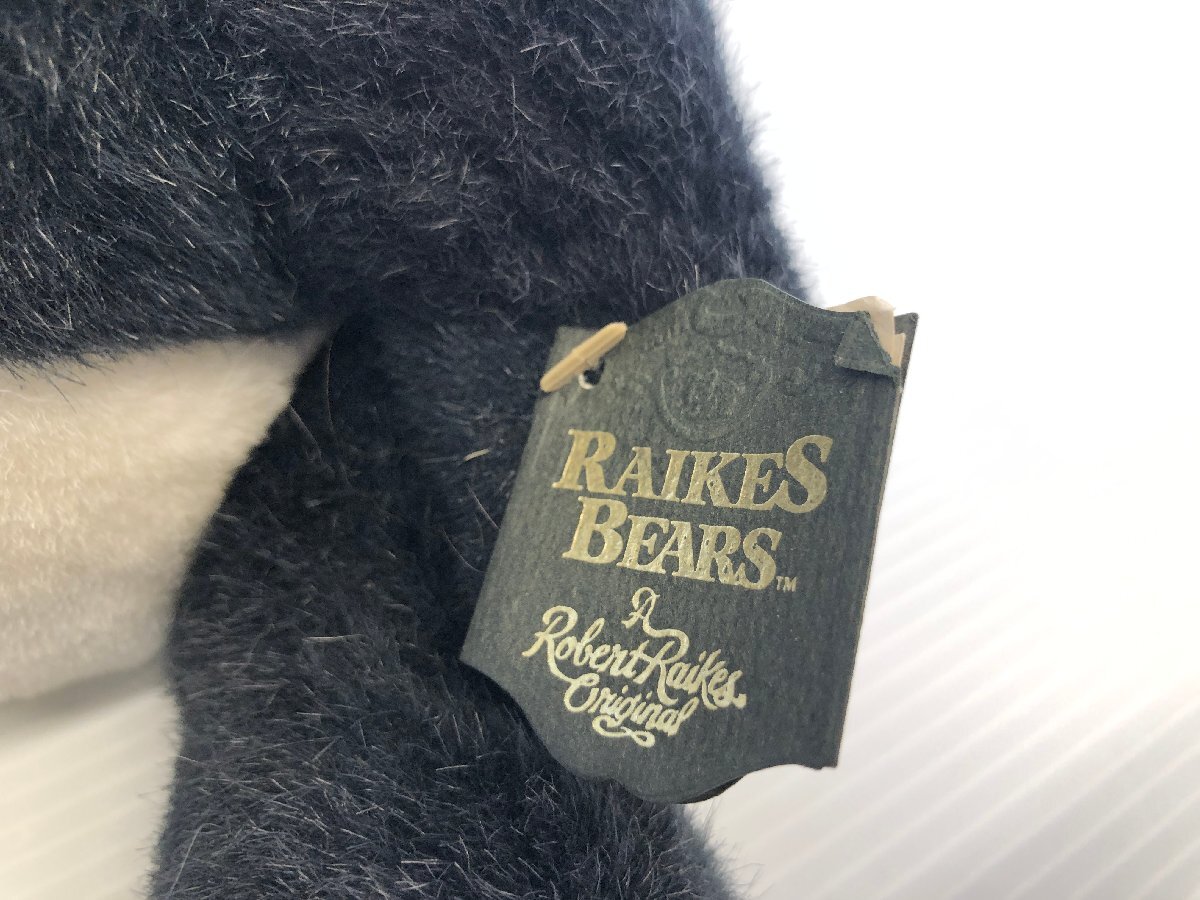 RAIKES
BEARS™
A
Robert Raikes
Original